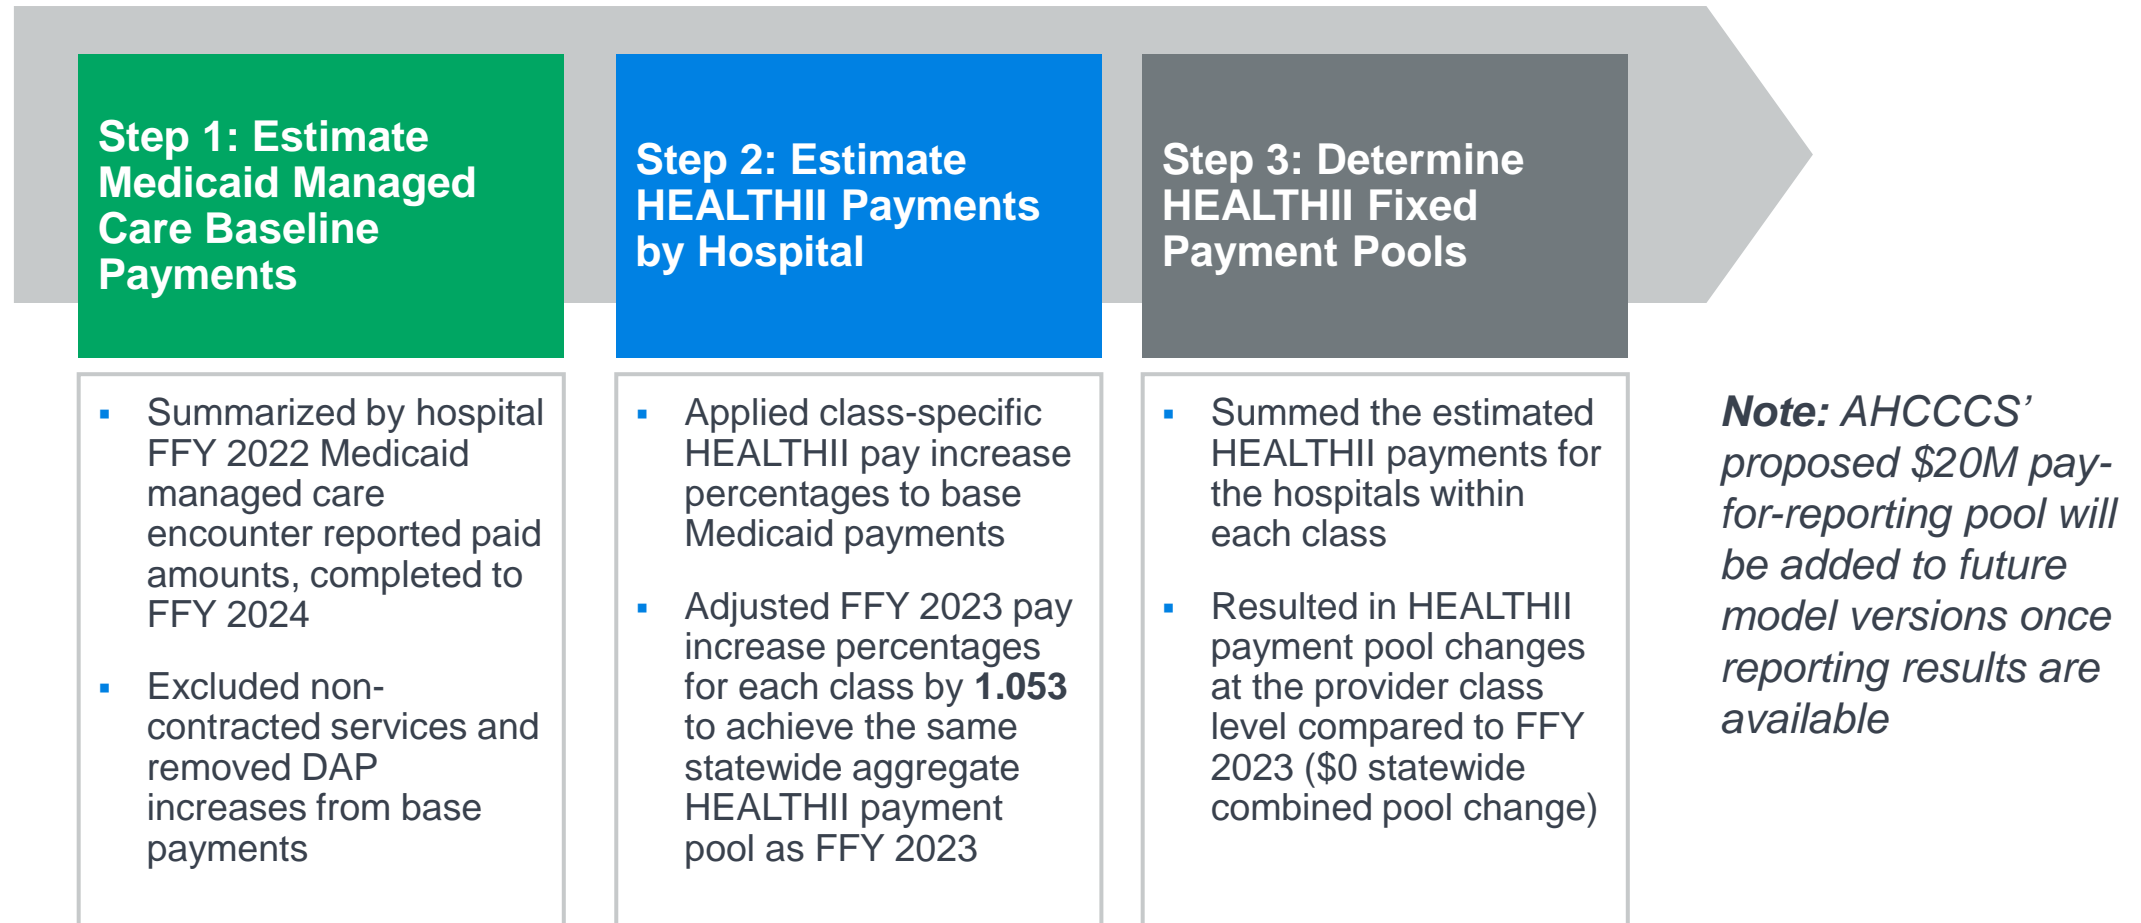 Step 1: Estimate
Medicaid Managed
Care Baseline
Payments
▪ Summarized by hospital
FFY 2022 Medicaid
managed care
encounter reported paid
amounts, completed to
FFY 2024
▪ Excluded non-
contracted services and
removed DAP
increases from base
payments
Step 2: Estimate
HEALTHII Payments
by Hospital
▪ Applied class-specific
HEALTHII pay increase
percentages to base
Medicaid payments
▪ Adjusted FFY 2023 pay
increase percentages
for each class by 1.053
to achieve the same
statewide aggregate
HEALTHII payment
pool as FFY 2023
Step 3: Determine
HEALTHII Fixed
Payment Pools
▪ Summed the estimated
HEALTHII payments for
the hospitals within
each class
▪ Resulted in HEALTHII
payment pool changes
at the provider class
level compared to FFY
2023 ($0 statewide
combined pool change)
Note: AHCCCS’
proposed $20M pay-
for-reporting pool will
be added to future
model versions once
reporting results are
available